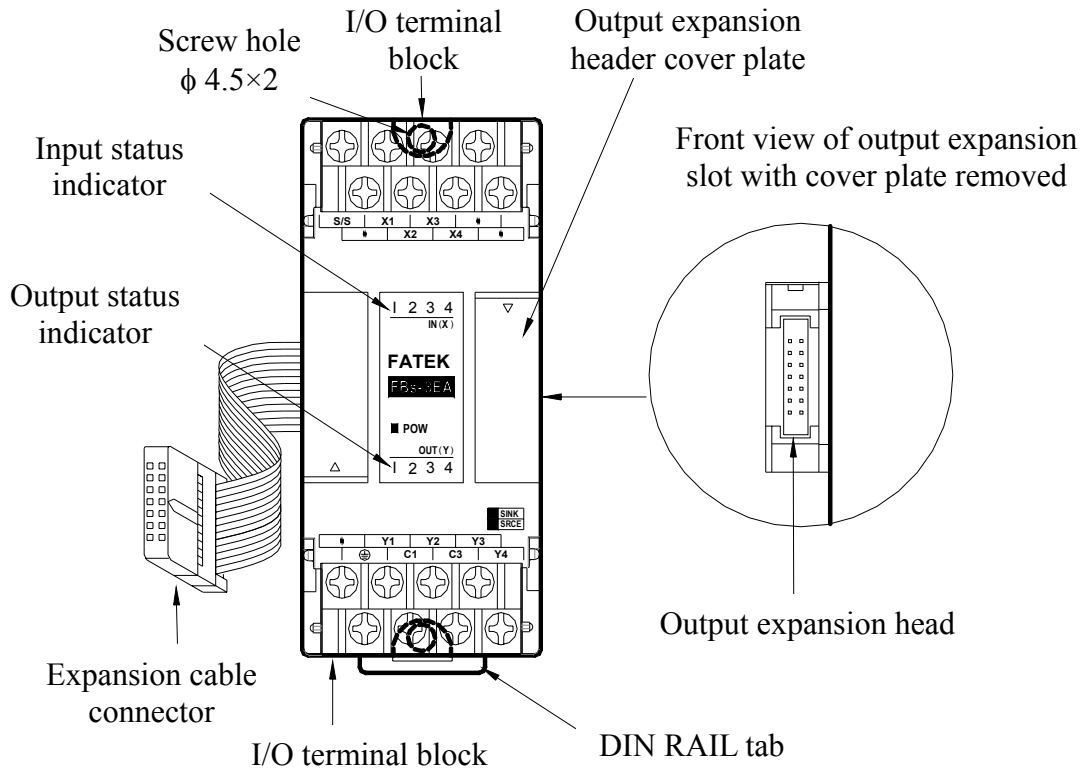 Screw hole
ϕ 4.5×2
I/O terminal
block
Output expansion
header cover plate
Input status
indicator
Front view of output expansion
slot with cover plate removed
S/S X1 X3
X2 X4
Output status
indicator
1 2 3 4
IN(X)
FATEK
FBs-8EA
POW
OUT(Y)
1 2 3 4
SINK
SRCE
Y1 Y2 Y3
C1 C3 Y4
Output expansion head
Expansion cable
connector
I/O terminal block
DIN RAIL tab